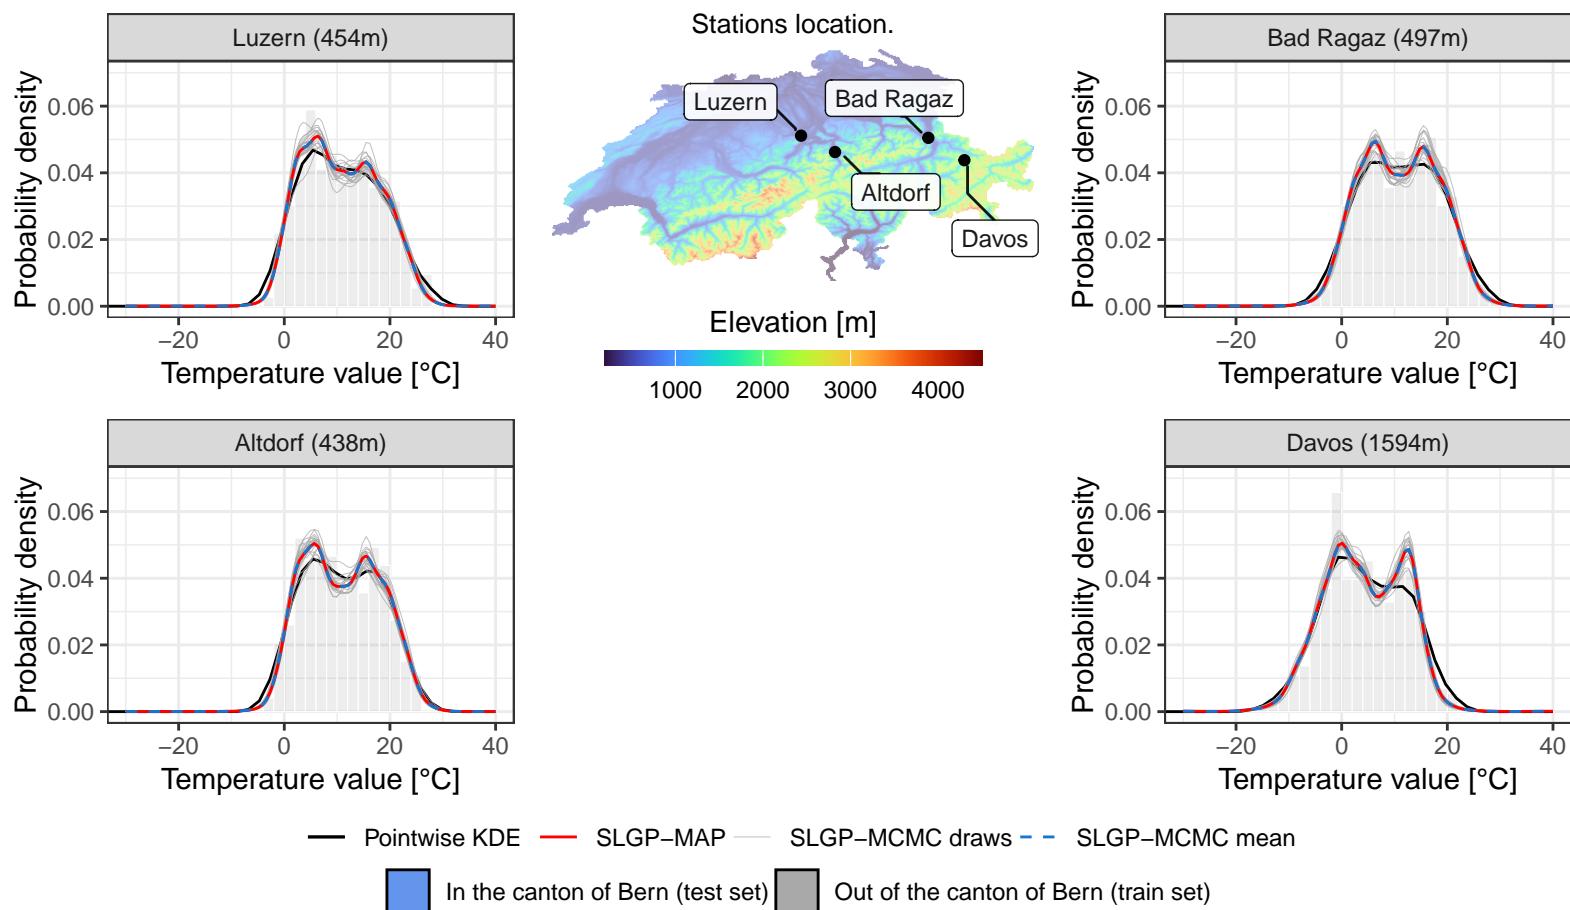 Luzern (454m)
Probability density
0.06
0.04
0.02
0.00
−20
0
20
40
Temperature value [°C]
Stations location.
Luzern
Bad Ragaz
Altdorf
Davos
Elevation [m]
1000
2000
3000
4000
Bad Ragaz (497m)
Probability density
0.06
0.04
0.02
0.00
−20
0
20
40
Temperature value [°C]
Altdorf (438m)
Probability density
0.06
0.04
0.02
0.00
−20
0
20
40
Temperature value [°C]
Davos (1594m)
Probability density
0.06
0.04
0.02
0.00
−20
0
20
40
Temperature value [°C]
Pointwise KDE
SLGP−MAP
SLGP−MCMC draws
SLGP−MCMC mean
In the canton of Bern (test set)
Out of the canton of Bern (train set)